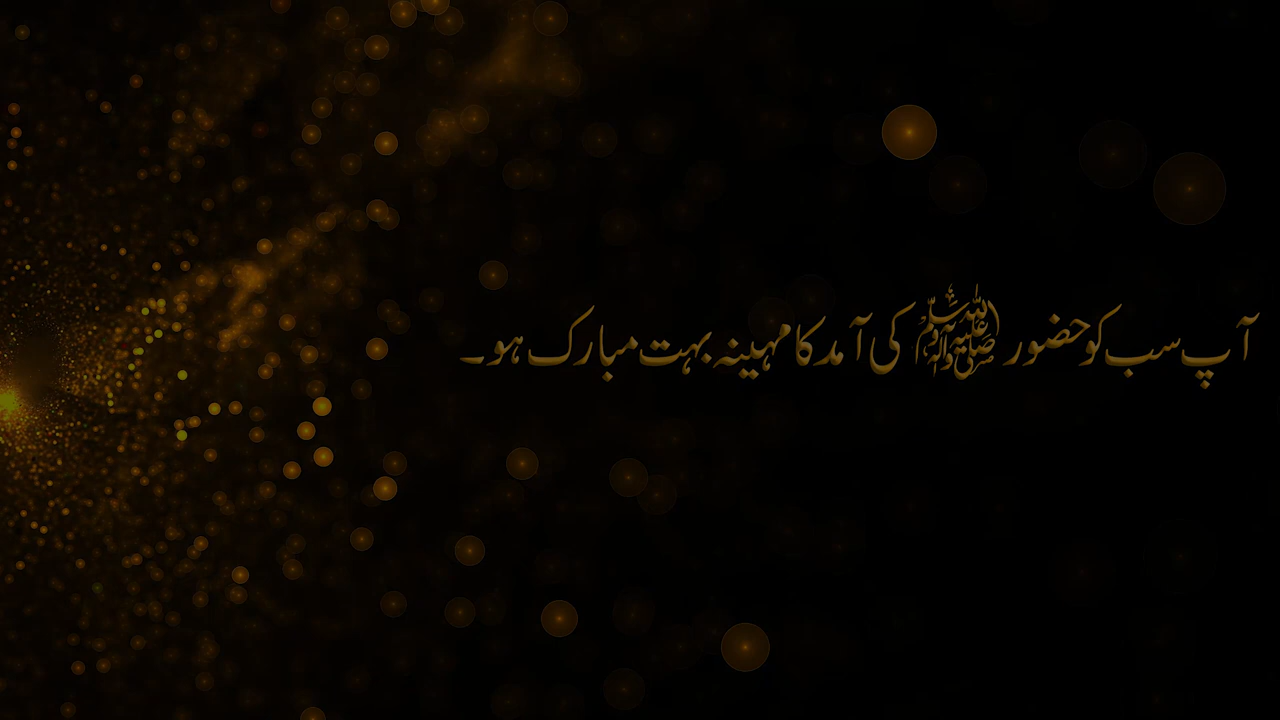 آپ سب کو حضور ﷺ کی آمد کا مہینہ بہت مبارک ہو۔